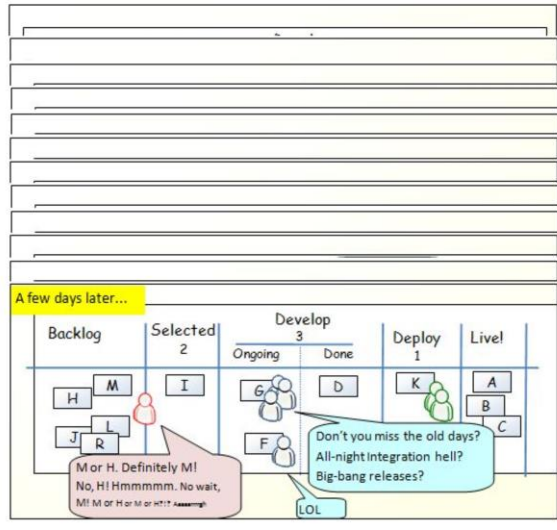 A few days later...
Backlog
Selected
2
Develop
3
Ongoing
Done
Deploy
1
Live!
H
M
J
L
R
I
G
F
D
K
A
B
C
M or H. Definitely M!
No, H! Hmmmmm. No wait,
M! M or H or M or H?!?
Don't you miss the old days?
All-night Integration hell?
Big-bang releases?
LOL